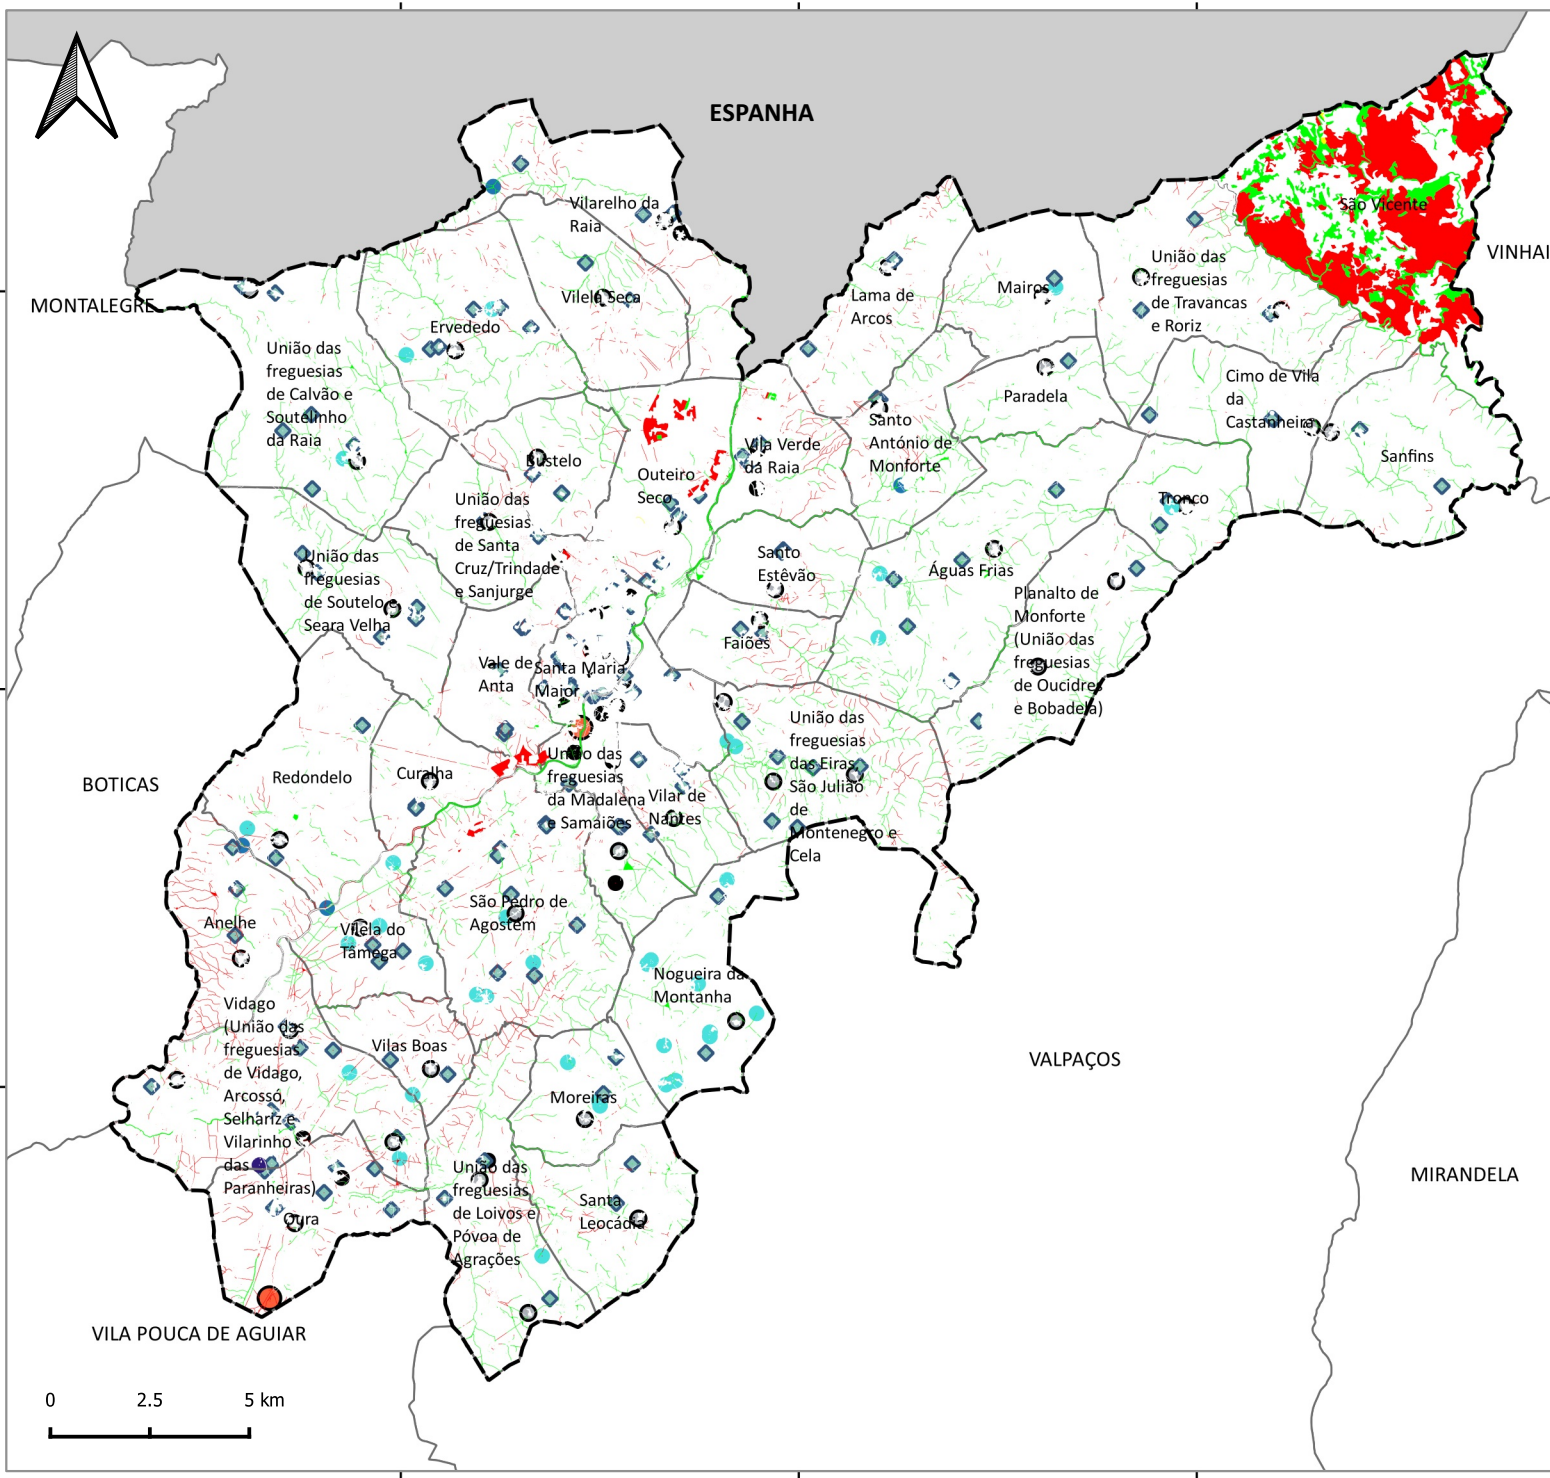 ESPANHA
Vilarelho da
Raia
São Vicente
VINHAI
União das
freguesias
de Travancas
e Roriz
MONTALEGRE
Vilela Seca
Lama de
Arcos
Mairos
Ervededo
União das
freguesias
de Calvão e
Soutelinho
da Raia
Cimo de Vila
da
Castanheira
Paradela
Santo
António de
Monforte
Vila Verde
da Raia
Bustelo
Outeiro
Seco
Sanfins
União das
freguesias
de Santa
Cruz/Trindade
e Sanjurge
Tronco
União das
freguesias
de Soutelo e
Seara Velha
Santo
Estêvão
Águas Frias
Planalto de
Monforte
(União das
freguesias
de Oucidres
e Bobadela)
Faiões
Vale de
Anta
Santa Maria
Maior
União das
freguesias
das Eiras,
São Julião
de
Montenegro e
Cela
BOTICAS
Redondelo
Curalha
União das
freguesias
da Madalena
e Samaiões
Vilar de
Nantes
Anelhe
Vilela do
Tâmega
São Pedro de
Agostém
Nogueira da
Montanha
Vidago
(União das
freguesias
de Vidago,
Arcossó,
Selhariz e
Vilarinho
das
Paranheiras)
Vilas Boas
VALPAÇOS
Moreiras
MIRANDELA
União das
freguesias
de Loivos e
Póvoa de
Agrações
Santa
Leocádia
Oura
VILA POUCA DE AGUIAR
0 2.5 5 km